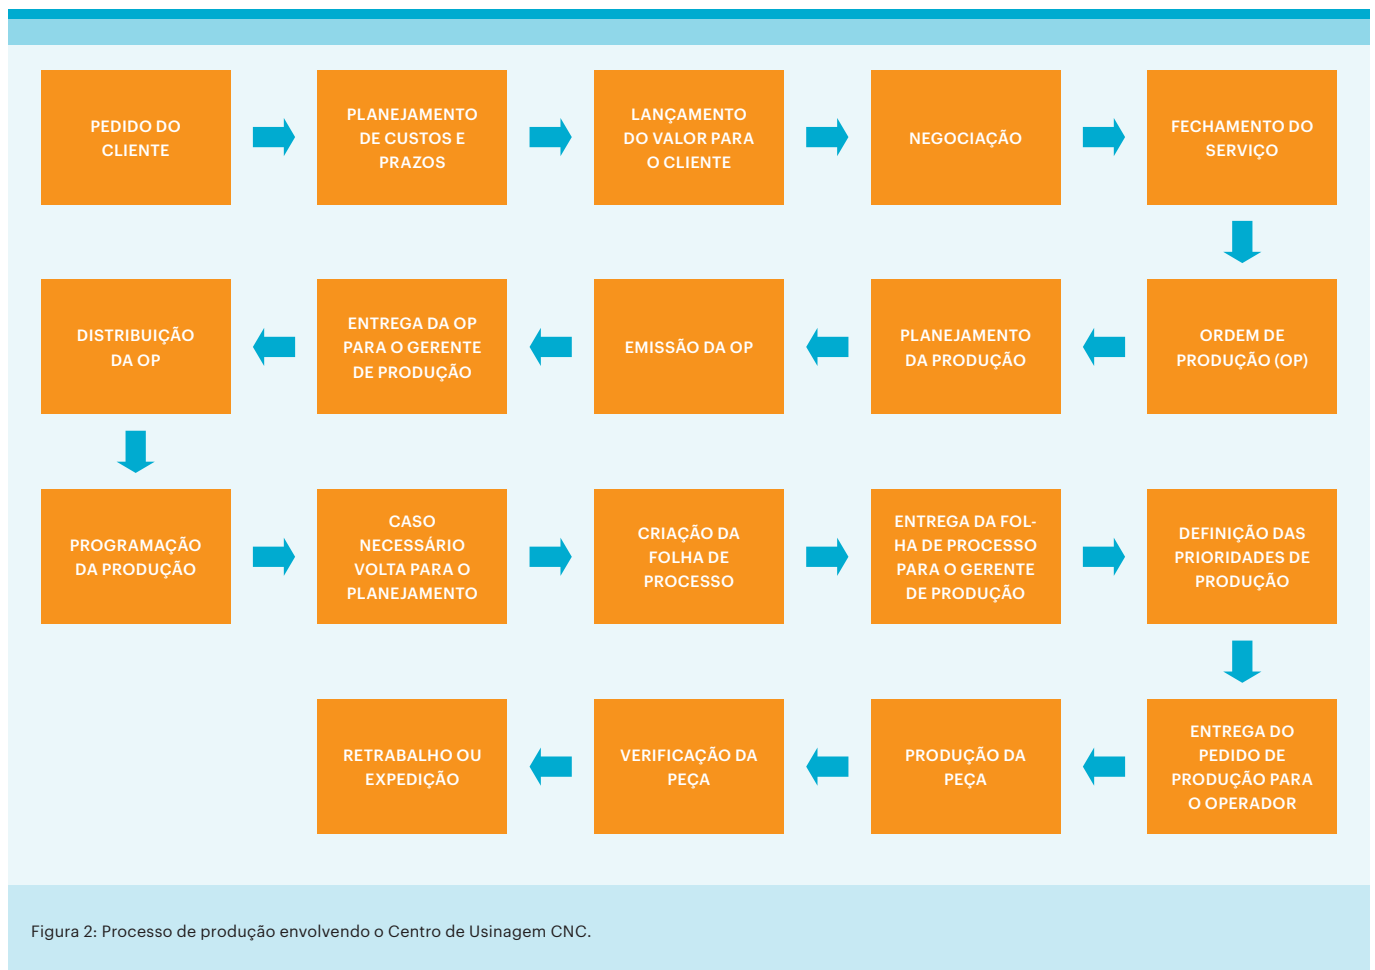 PEDIDO DO
CLIENTE
PLANEJAMENTO
DE CUSTOS E
PRAZOS
LANÇAMENTO
DO VALOR PARA
O CLIENTE
NEGOCIAÇÃO
FECHAMENTO DO
SERVIÇO
ORDEM DE
PRODUÇÃO (OP)
PLANEJAMENTO
DA PRODUÇÃO
EMISSÃO DA OP
ENTREGA DA OP
PARA O GERENTE
DE PRODUÇÃO
DISTRIBUIÇÃO
DA OP
PROGRAMAÇÃO
DA PRODUÇÃO
CASO
NECESSÁRIO
VOLTA PARA O
PLANEJAMENTO
CRIAÇÃO DA
FOLHA DE
PROCESSO
ENTREGA DA FOL-
HA DE PROCESSO
PARA O GERENTE
DE PRODUÇÃO
DEFINIÇÃO DAS
PRIORIDADES DE
PRODUÇÃO
ENTREGA DO
PEDIDO DE
PRODUÇÃO PARA
O OPERADOR
PRODUÇÃO DA
PEÇA
VERIFICAÇÃO DA
PEÇA
RETRABALHO OU
EXPEDIÇÃO
Figura 2: Processo de produção envolvendo o Centro de Usinagem CNC.